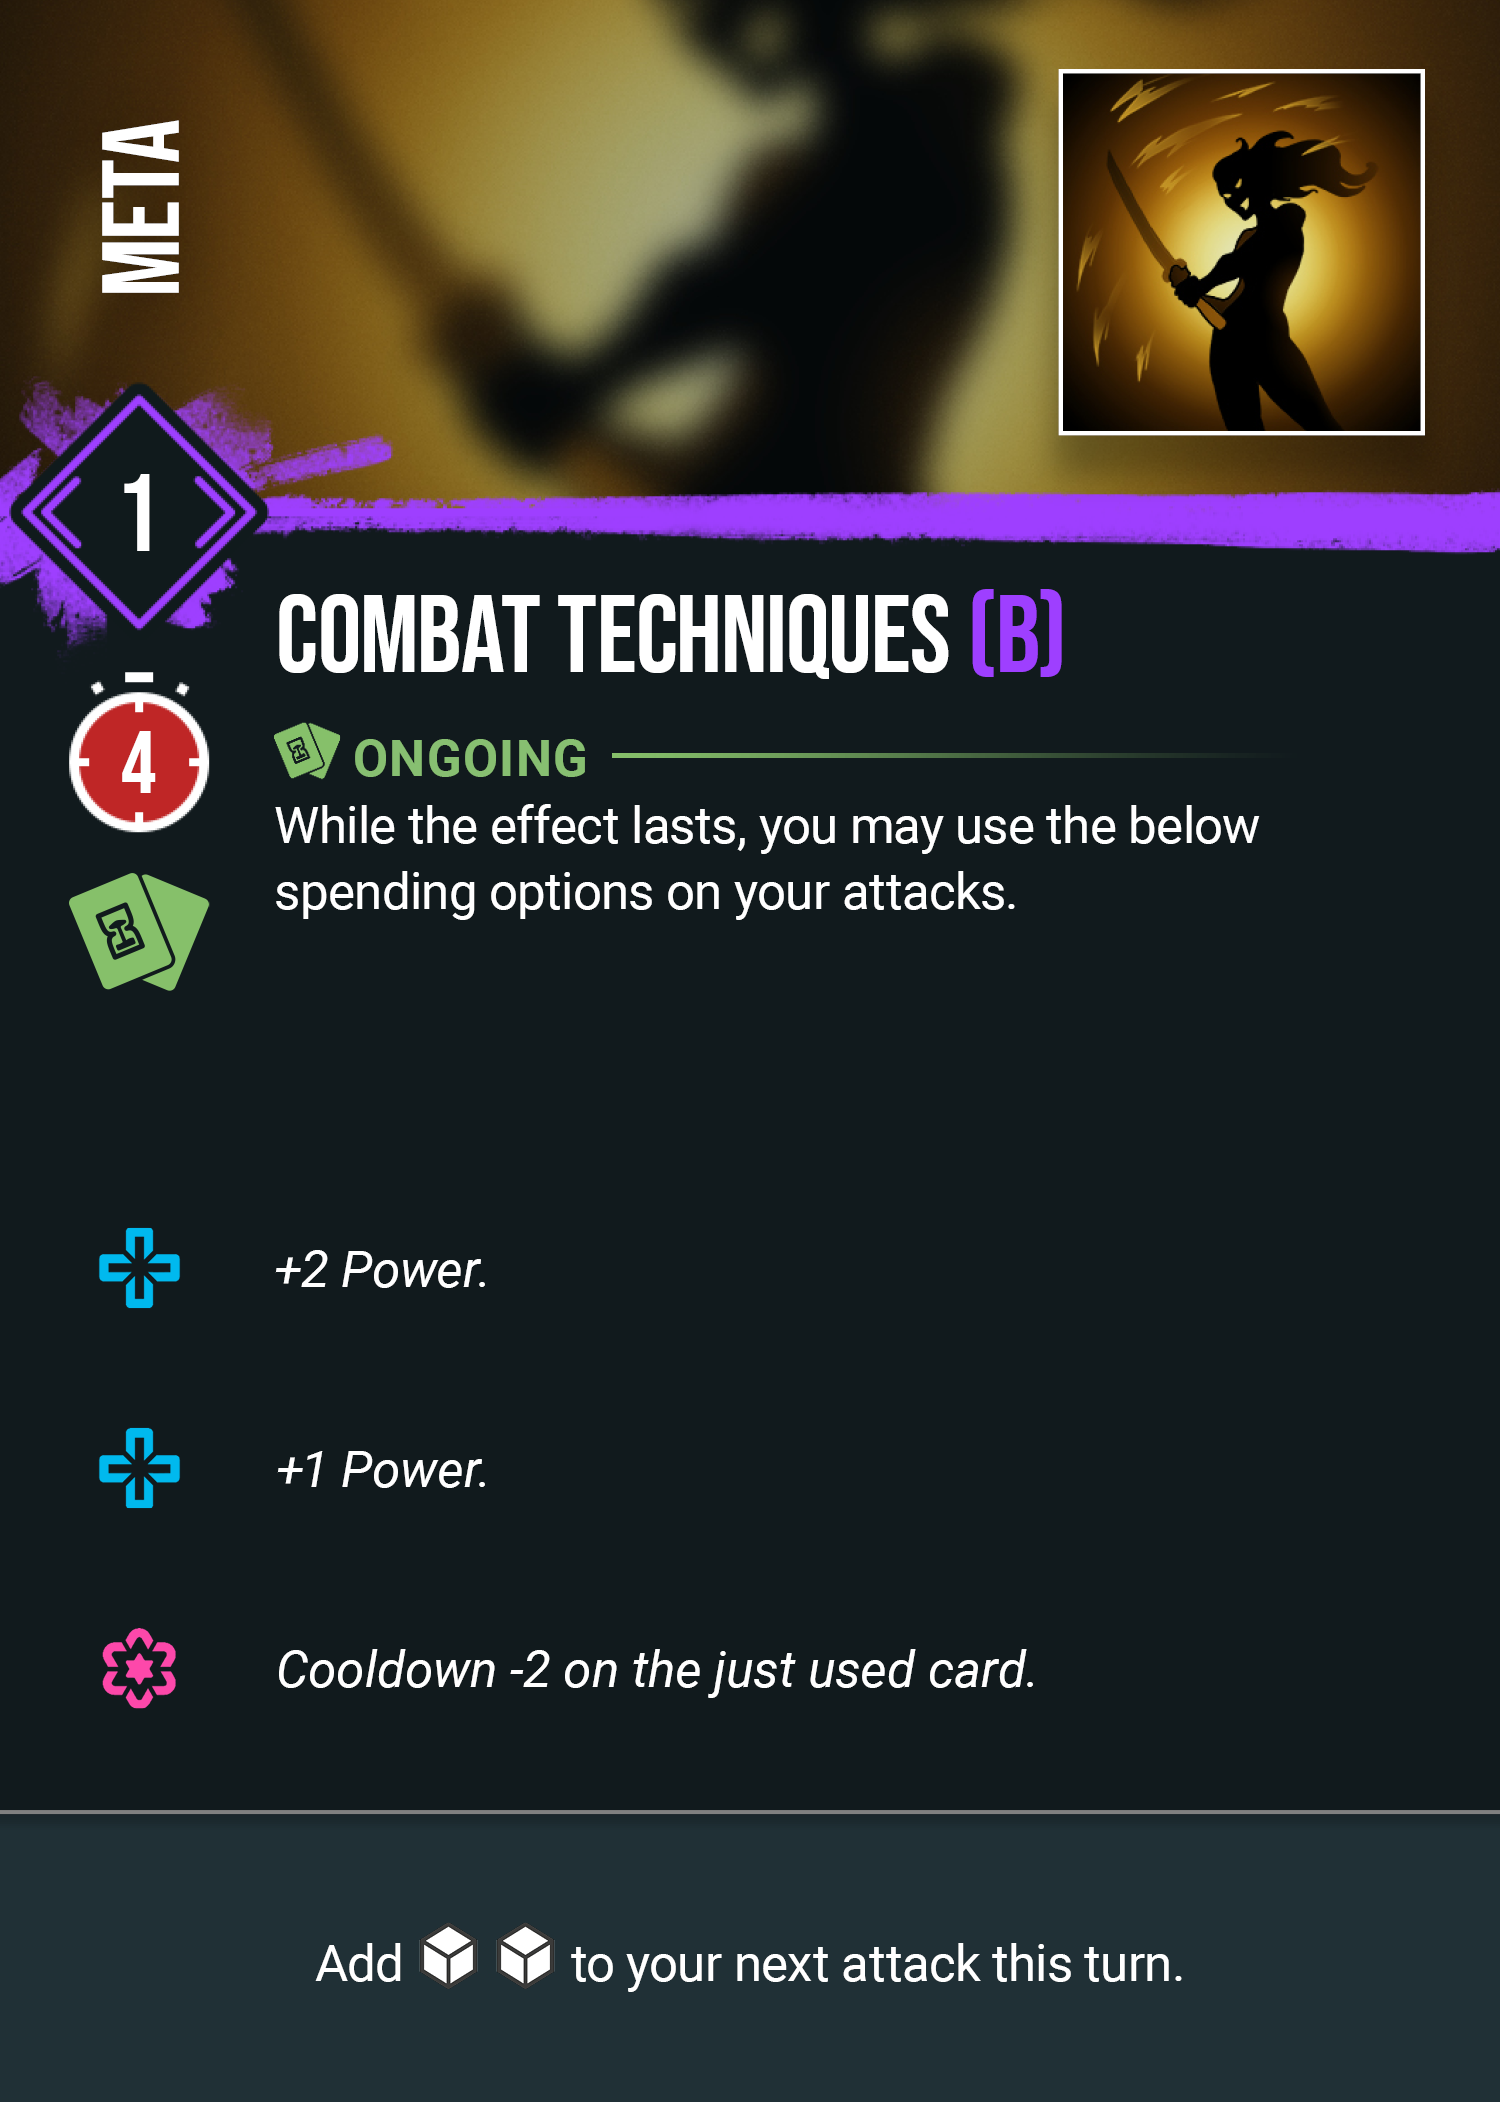 META
1
COMBAT TECHNIQUES (B)
4
ONGOING
While the effect lasts, you may use the below
spending options on your attacks.
+2 Power.
+1 Power.
Cooldown -2 on the just used card.
Add to your next attack this turn.